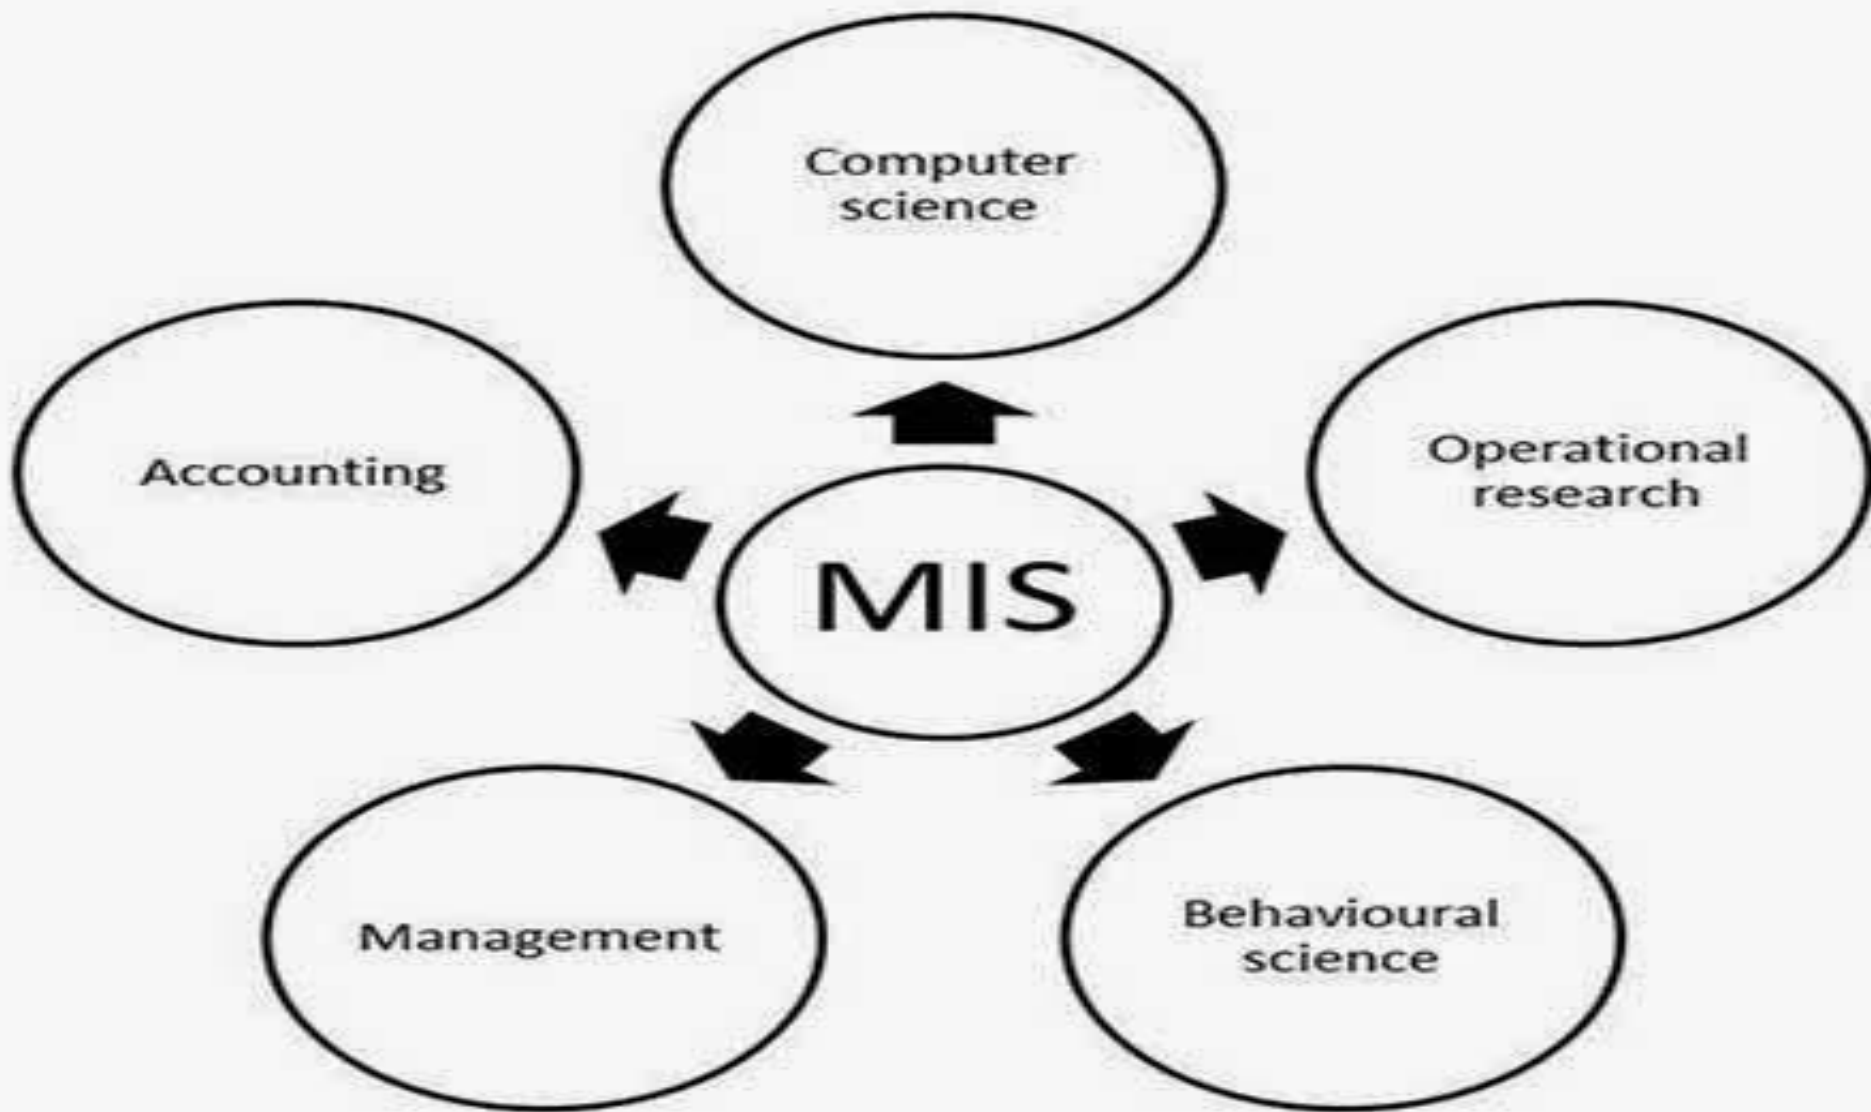 Computer
science
Accounting
Operational
research
MIS
Management
Behavioural
science